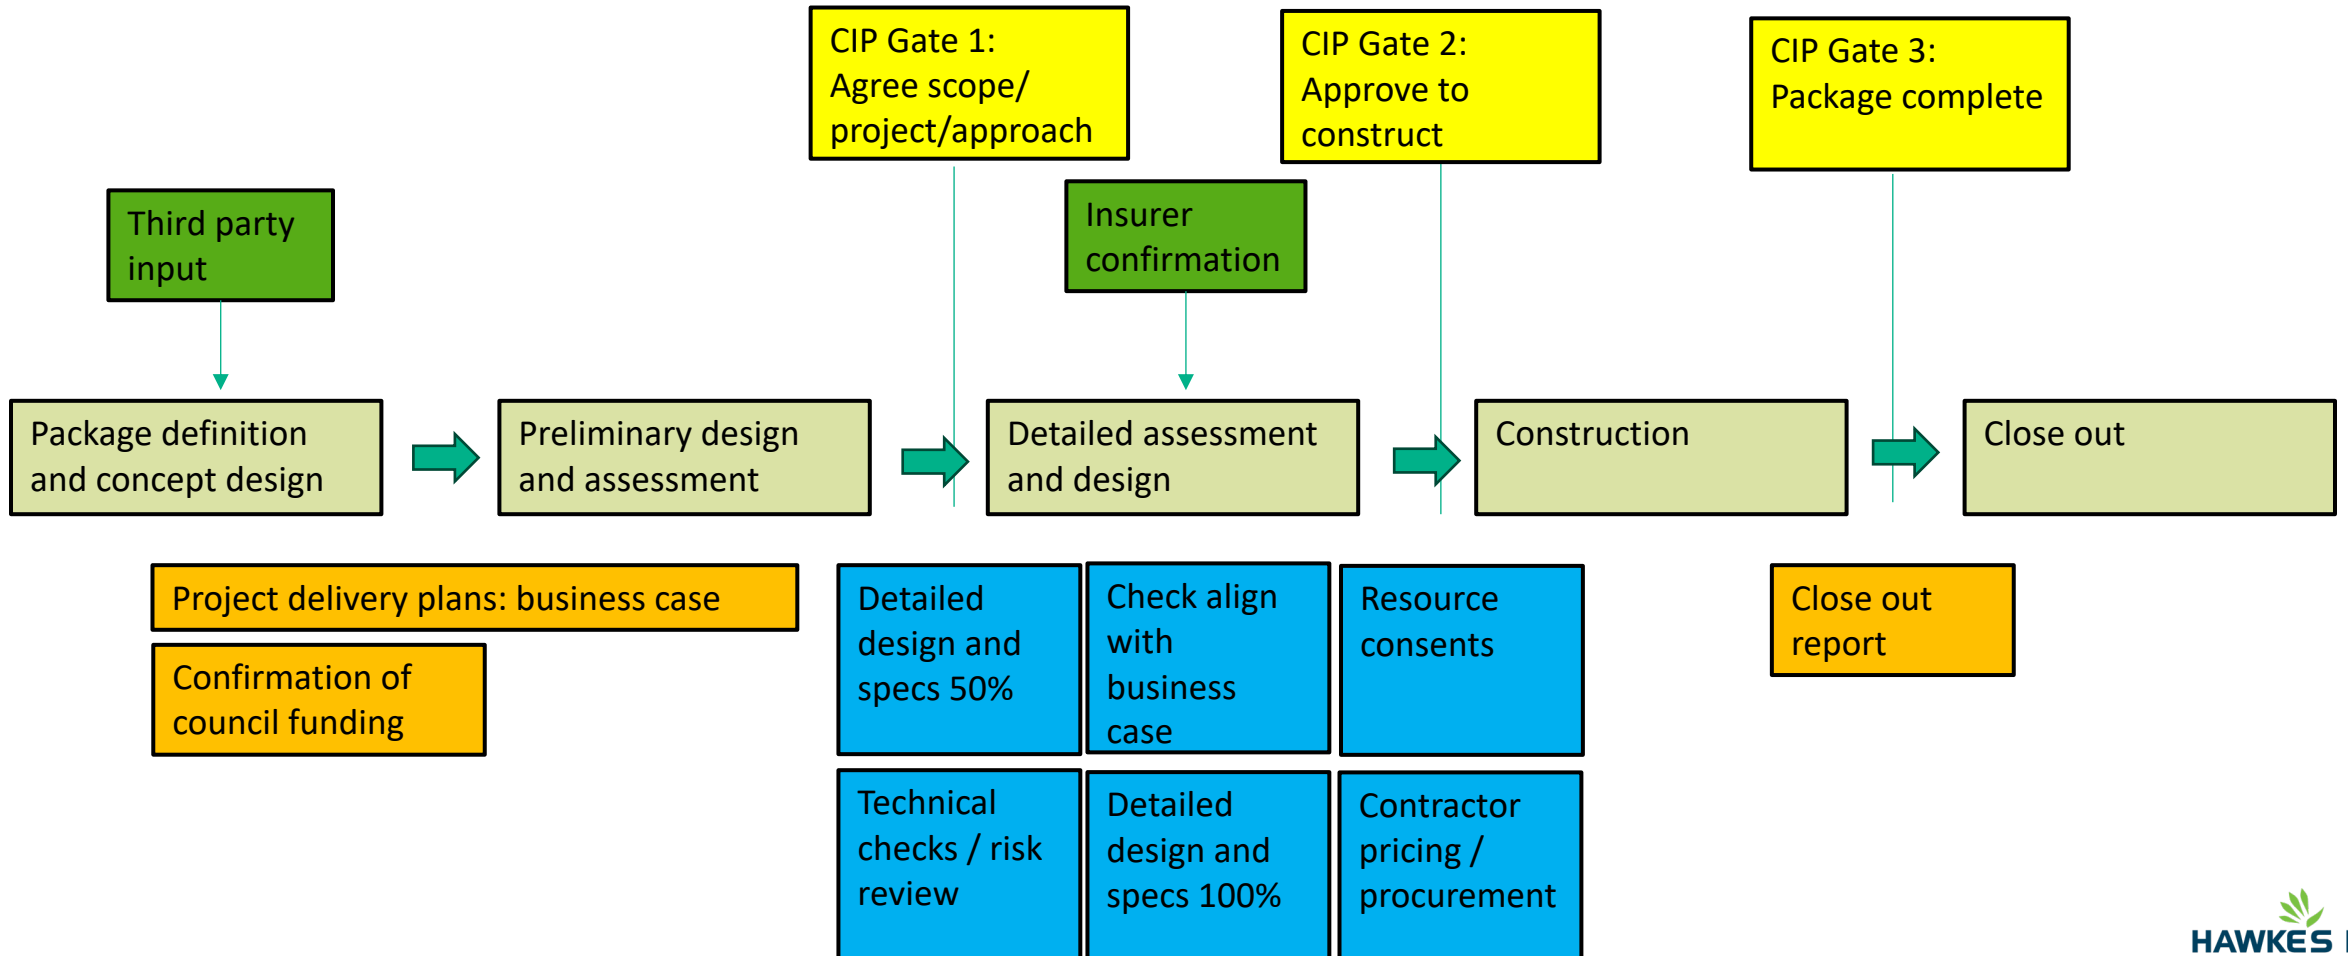 CIP Gate 1:
Agree scope/
project/approach
CIP Gate 2:
Approve to
construct
CIP Gate 3:
Package complete
Third party
input
Insurer
confirmation
Package definition
and concept design
Preliminary design
and assessment
Detailed assessment
and design
Construction
Close out
Project delivery plans: business case
Confirmation of
council funding
Detailed
design and
specs 50%
Check align
with
business
case
Resource
consents
Close out
report
Technical
checks / risk
review
Detailed
design and
specs 100%
Contractor
pricing /
procurement
HAWKES